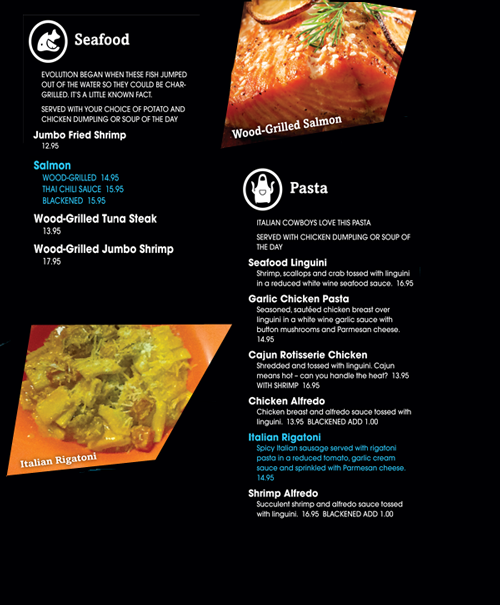 Seafood
EVOLUTION BEGAN WHEN THESE FISH JUMPED
OUT OF THE WATER SO THEY COULD BE CHAR-
GRILLED. IT'S A LITTLE KNOWN FACT.
SERVED WITH YOUR CHOICE OF POTATO AND
CHICKEN DUMPLING OR SOUP OF THE DAY
Jumbo Fried Shrimp
12.95
Salmon
WOOD-GRILLED 14.95
THAI CHILI SAUCE 15.95
BLACKENED 15.95
Wood-Grilled Tuna Steak
13.95
Wood-Grilled Jumbo Shrimp
17.95
Italian Rigatoni
Wood-Grilled Salmon
Pasta
ITALIAN COWBOYS LOVE THIS PASTA
SERVED WITH CHICKEN DUMPLING OR SOUP OF
THE DAY
Seafood Linguini
Shrimp, scallops and crab tossed with linguini
in a reduced white wine seafood sauce. 16.95
Garlic Chicken Pasta
Seasoned, sautéed chicken breast over
linguini in a white wine garlic sauce with
button mushrooms and Parmesan cheese.
14.95
Cajun Rotisserie Chicken
Shredded and tossed with linguini. Cajun
means hot – can you handle the heat? 13.95
WITH SHRIMP 16.95
Chicken Alfredo
Chicken breast and alfredo sauce tossed with
linguini. 13.95 BLACKENED ADD 1.00
Italian Rigatoni
Spicy Italian sausage served with rigatoni
pasta in a reduced tomato, garlic cream
sauce and sprinkled with Parmesan cheese.
14.95
Shrimp Alfredo
Succulent shrimp and alfredo sauce tossed
with linguini. 16.95 BLACKENED ADD 1.00